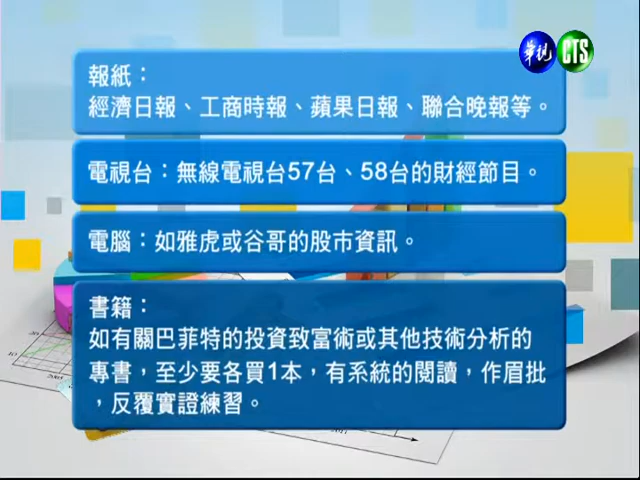 華視 CTS
報紙：
經濟日報、工商時報、蘋果日報、聯合晚報等。
電視台：無線電視台57台、58台的財經節目。
電腦：如雅虎或谷哥的股市資訊。
書籍：
如有關巴菲特的投資致富術或其他技術分析的
專書，至少要各買1本，有系統的閱讀，作眉批
，反覆實證練習。